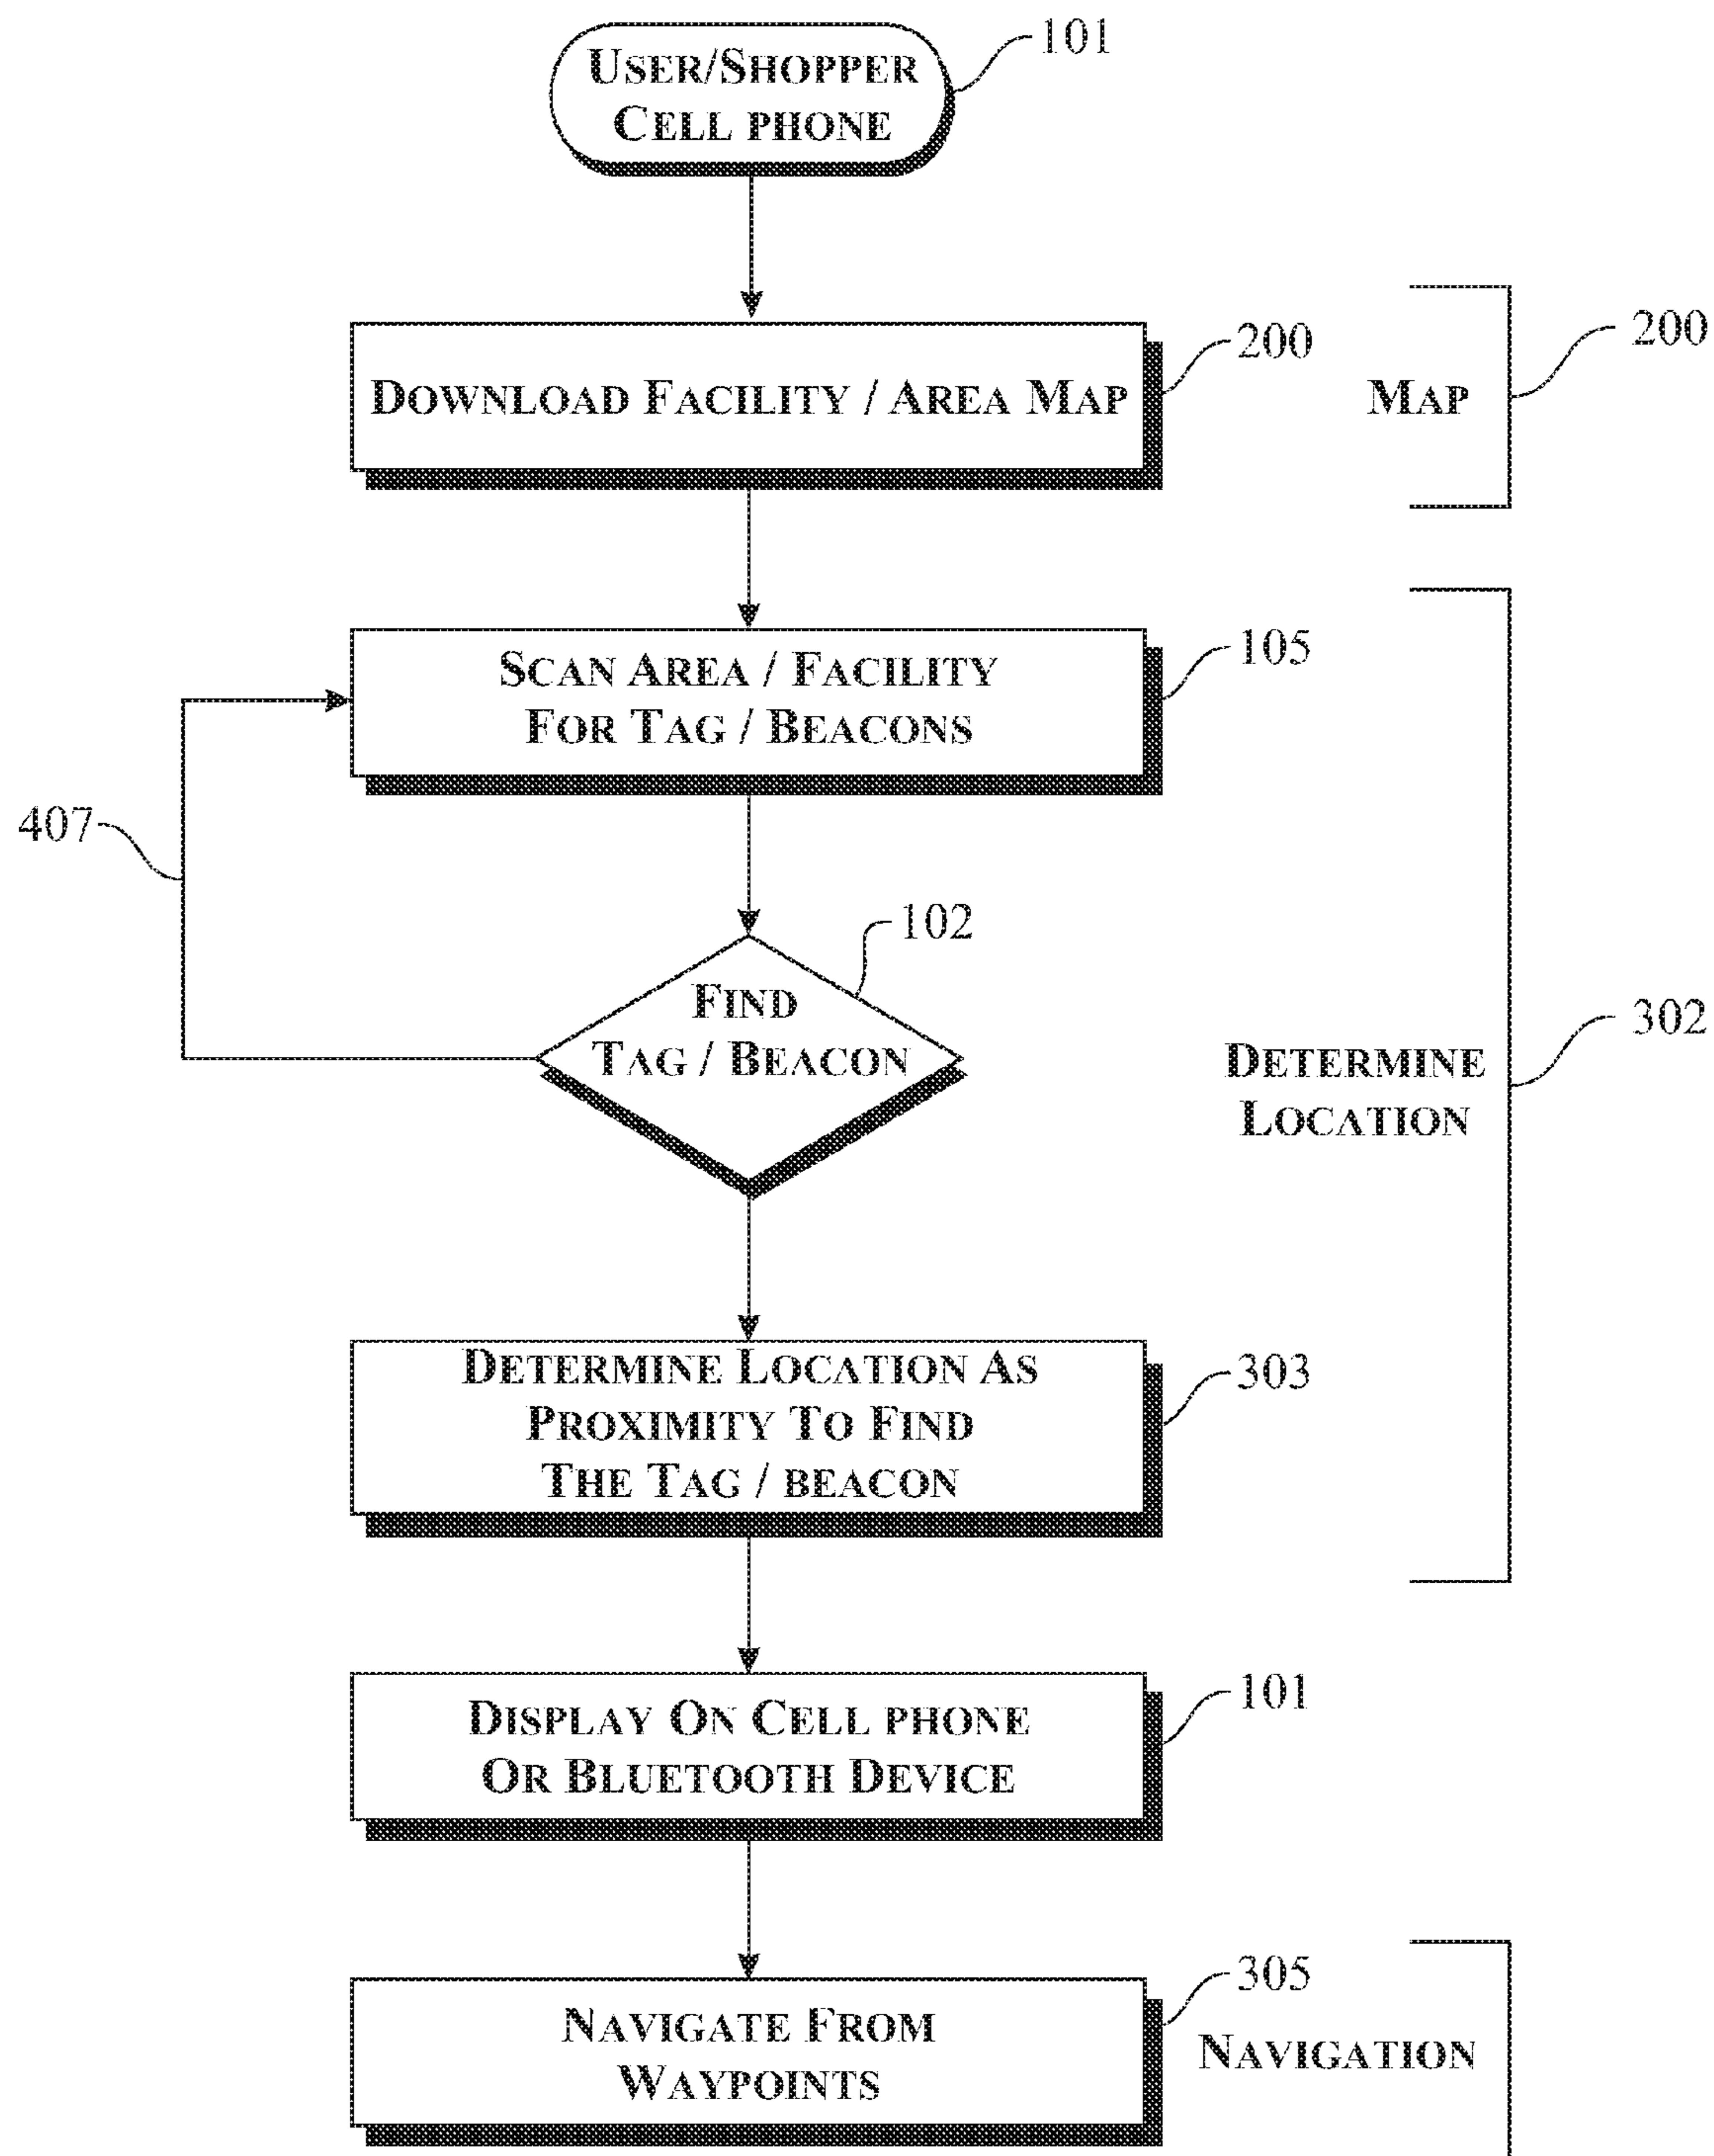 USER/SHOPPER
CELL PHONE
101
DOWNLOAD FACILITY / AREA MAP
200
MAP
200
SCAN AREA / FACILITY
FOR TAG / BEACONS
105
407
FIND
TAG / BEACON
102
DETERMINE
LOCATION
302
DETERMINE LOCATION AS
PROXIMITY TO FIND
THE TAG / BEACON
303
DISPLAY ON CELL PHONE
OR BLUETOOTH DEVICE
101
NAVIGATE FROM
WAYPOINTS
305
NAVIGATION